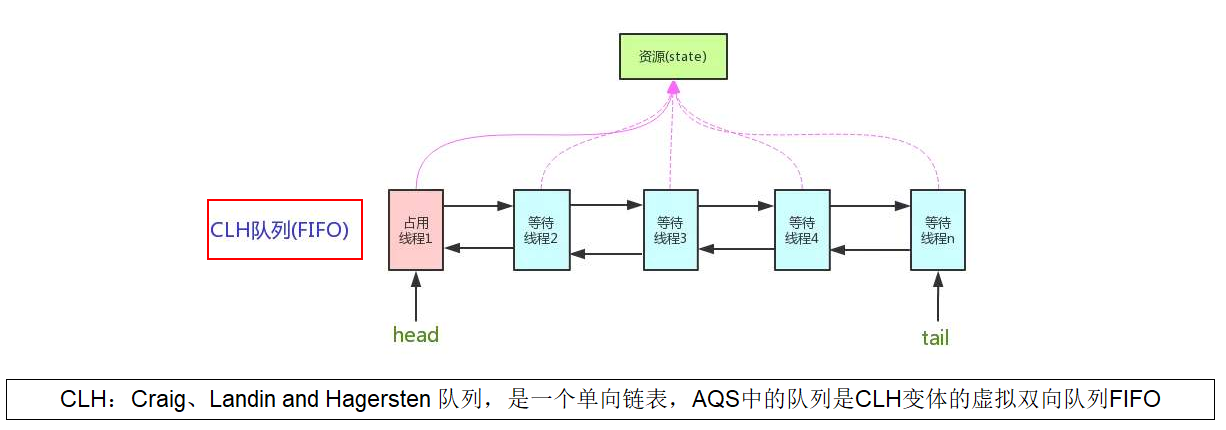 资源(state)
CLH队列(FIFO)
占用
线程1
等待
线程2
等待
线程3
等待
线程4
等待
线程n
head
tail
CLH：Craig、Landin and Hagersten 队列，是一个单向链表，AQS中的队列是CLH变体的虚拟双向队列FIFO